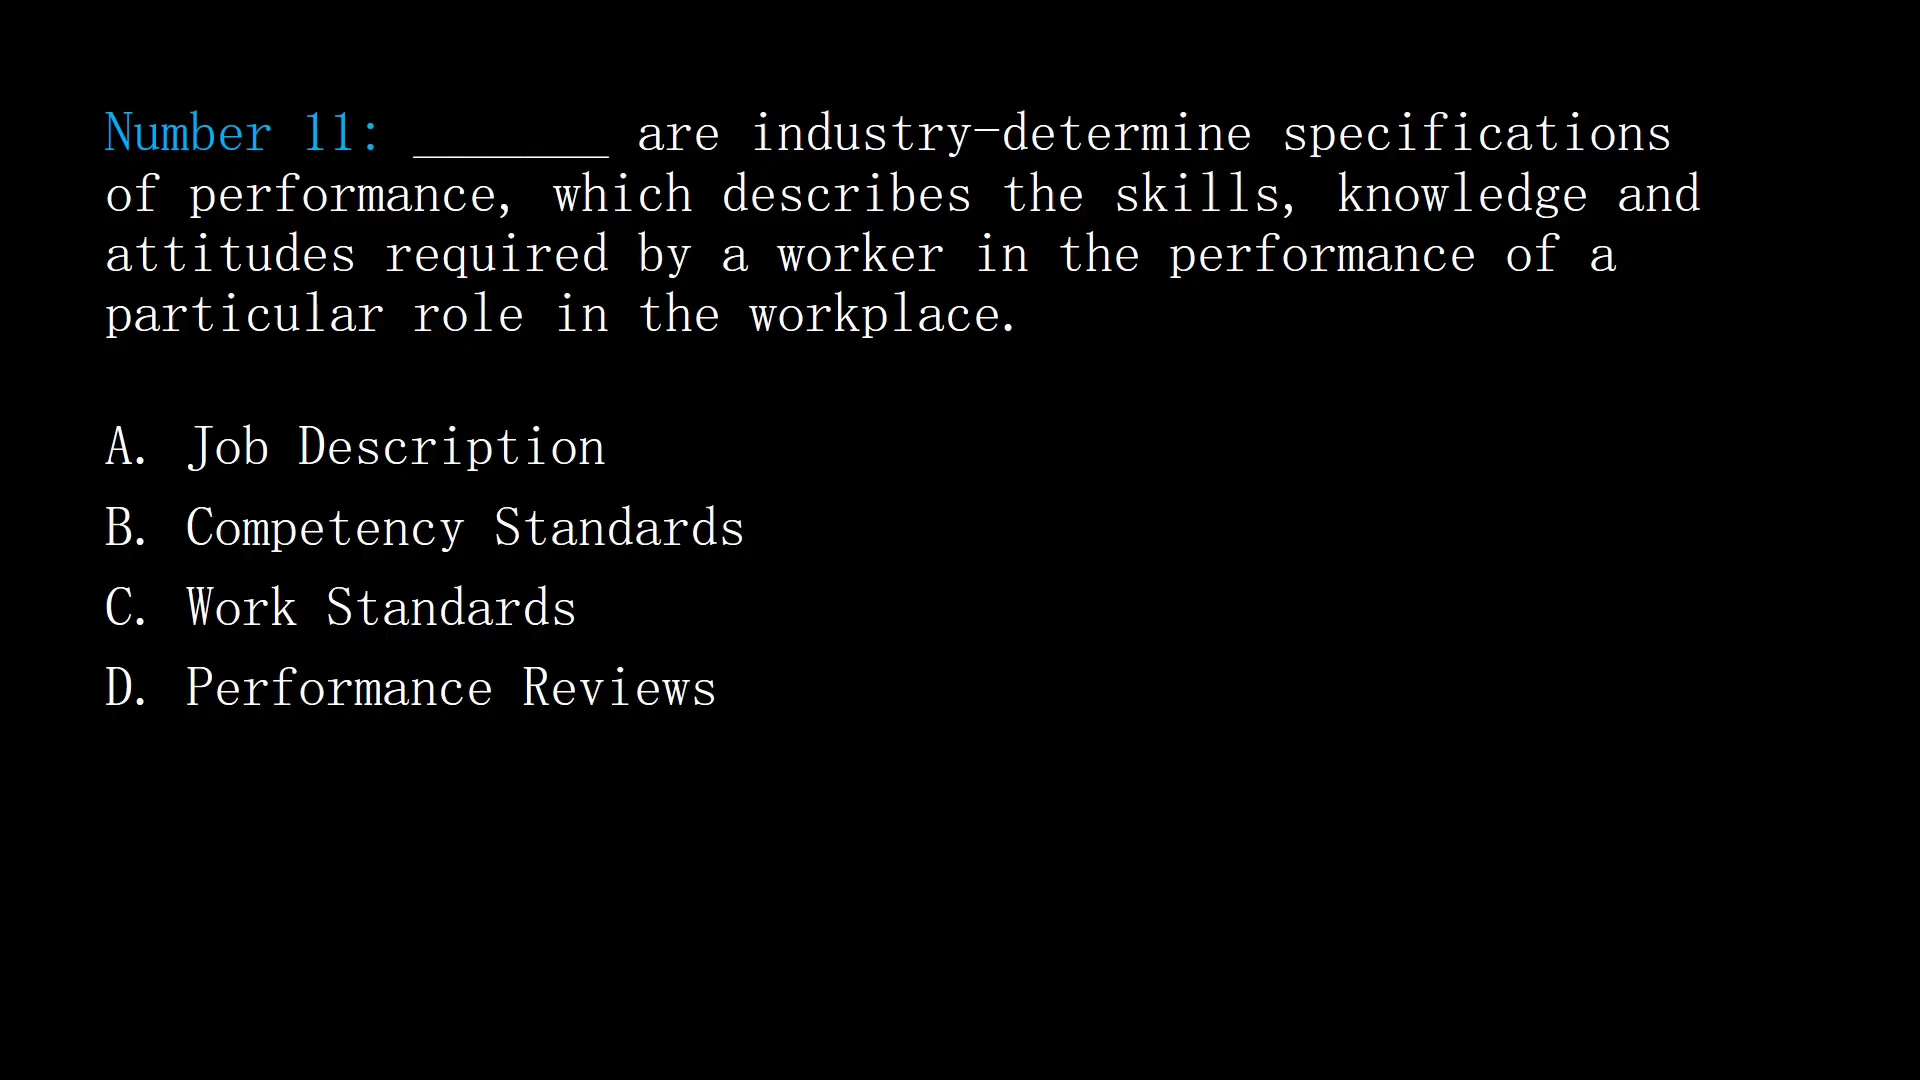 Number 11: _______ are industry-determine specifications
of performance, which describes the skills, knowledge and
attitudes required by a worker in the performance of a
particular role in the workplace.
A. Job Description
B. Competency Standards
C. Work Standards
D. Performance Reviews